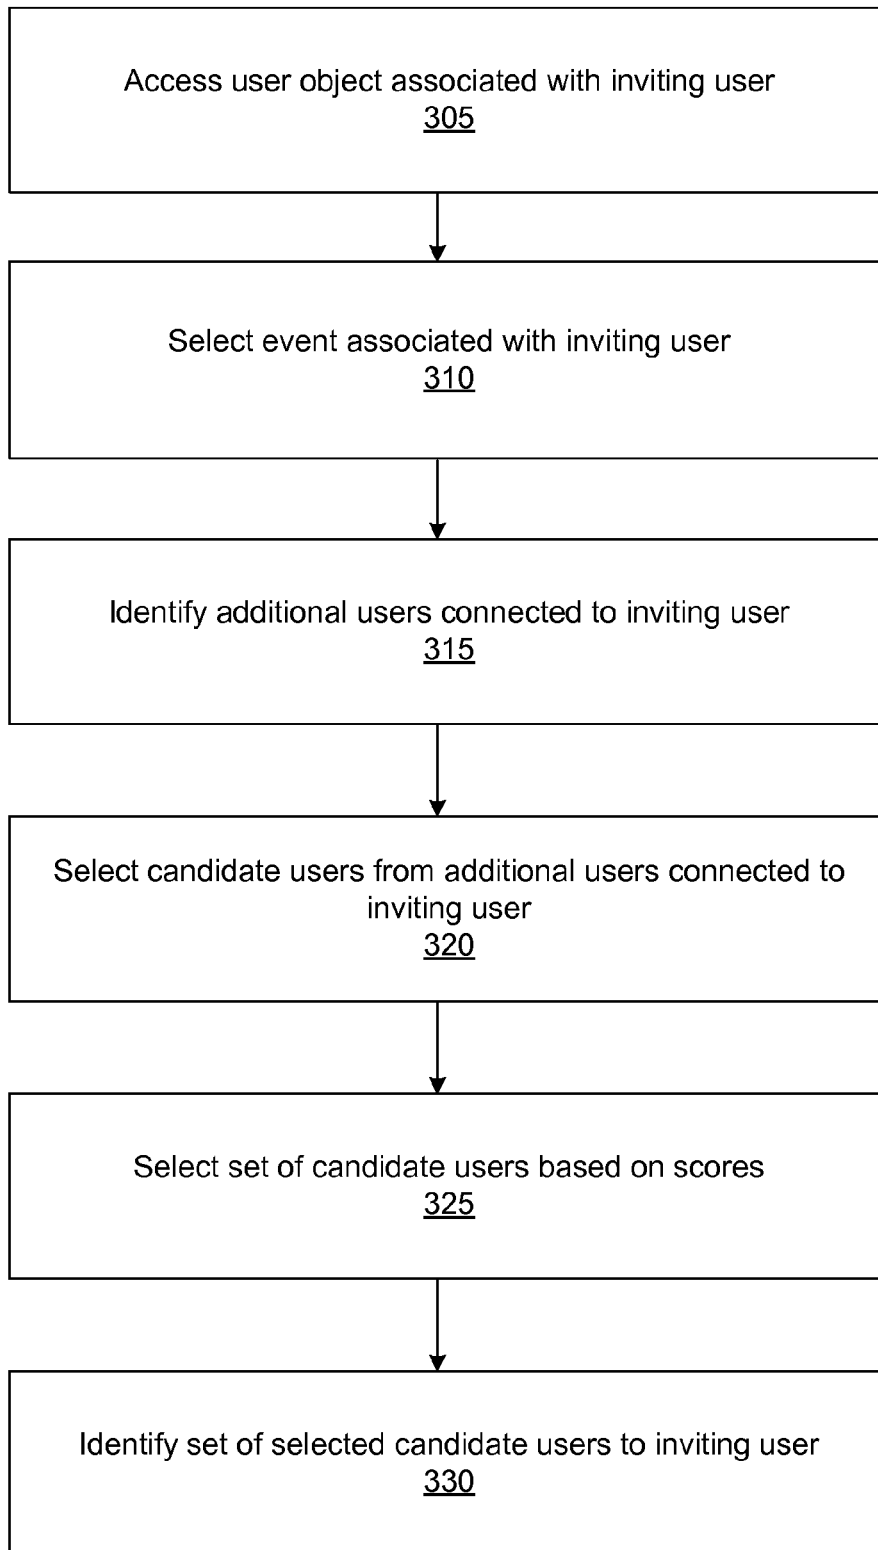 Access user object associated with inviting user
305
Select event associated with inviting user
310
Identify additional users connected to inviting user
315
Select candidate users from additional users connected to
inviting user
320
Select set of candidate users based on scores
325
Identify set of selected candidate users to inviting user
330